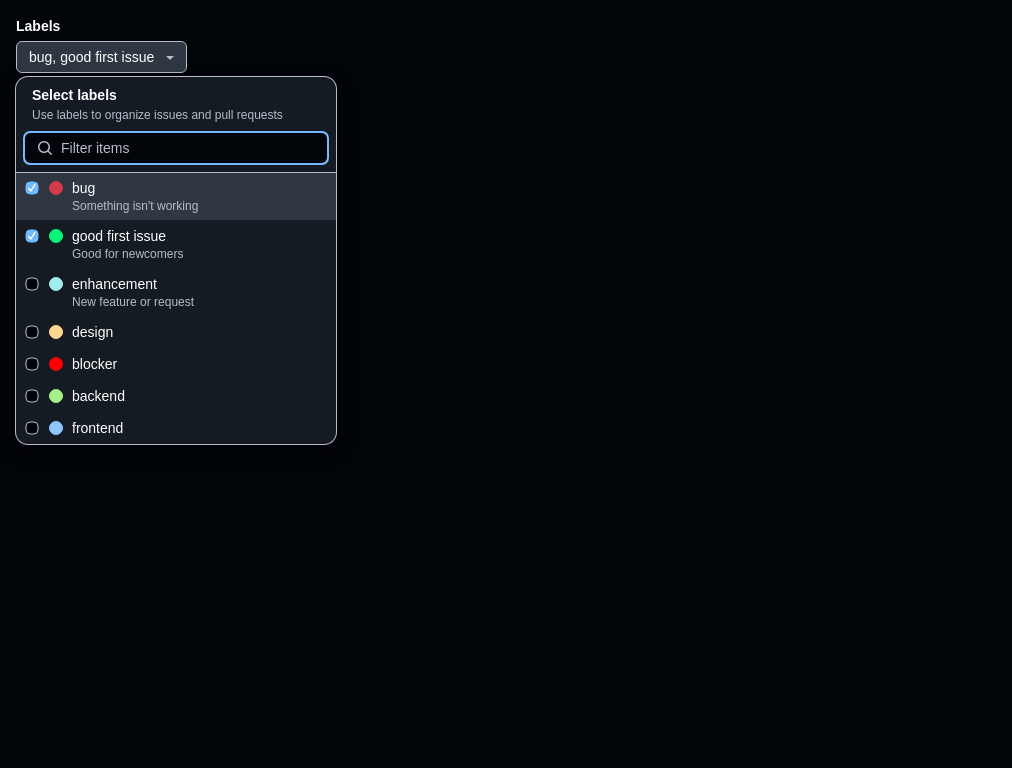 Labels
bug, good first issue
Select labels
Use labels to organize issues and pull requests
Filter items
bug
Something isn't working
good first issue
Good for newcomers
enhancement
New feature or request
design
blocker
backend
frontend